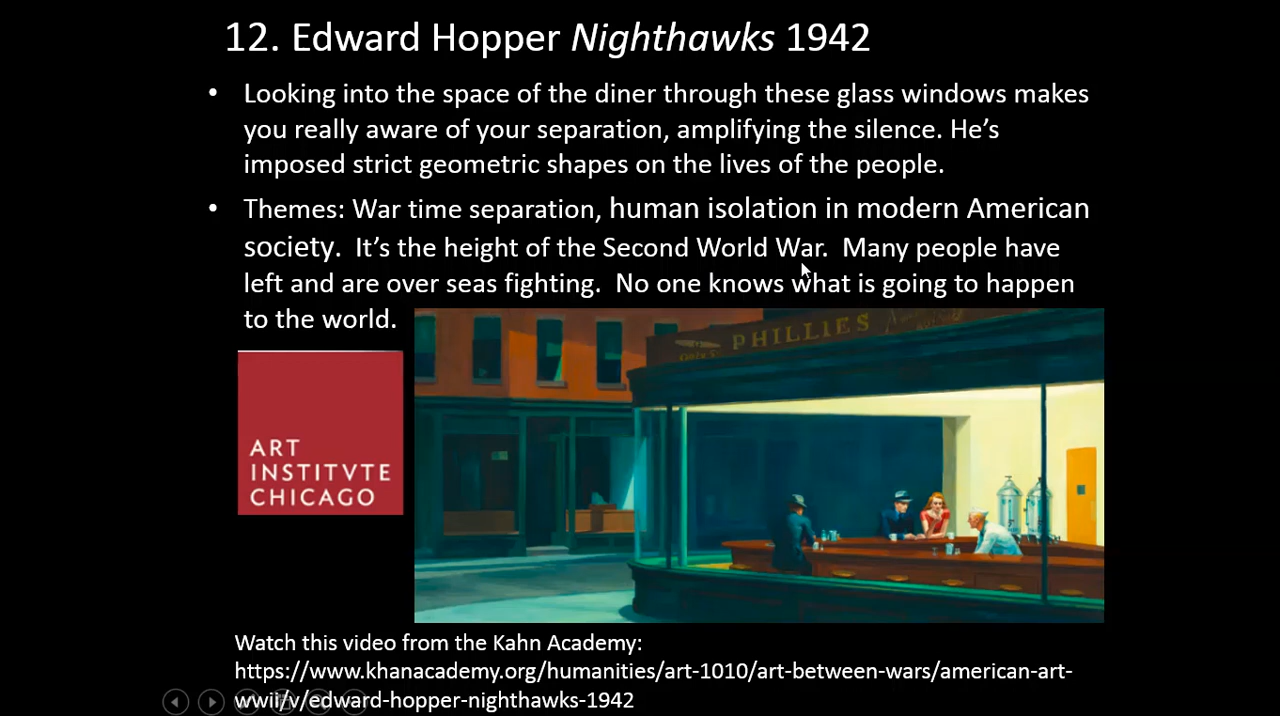 12. Edward Hopper Nighthawks 1942
• Looking into the space of the diner through these glass windows makes
you really aware of your separation, amplifying the silence. He’s
imposed strict geometric shapes on the lives of the people.
• Themes: War time separation, human isolation in modern American
society. It’s the height of the Second World War. Many people have
left and are over seas fighting. No one knows what is going to happen
to the world.
PHILLIES
ART
INSTITVTE
CHICAGO
Watch this video from the Kahn Academy:
https://www.khanacademy.org/humanities/art-1010/art-between-wars/american-art-
wwii/v/edward-hopper-nighthawks-1942